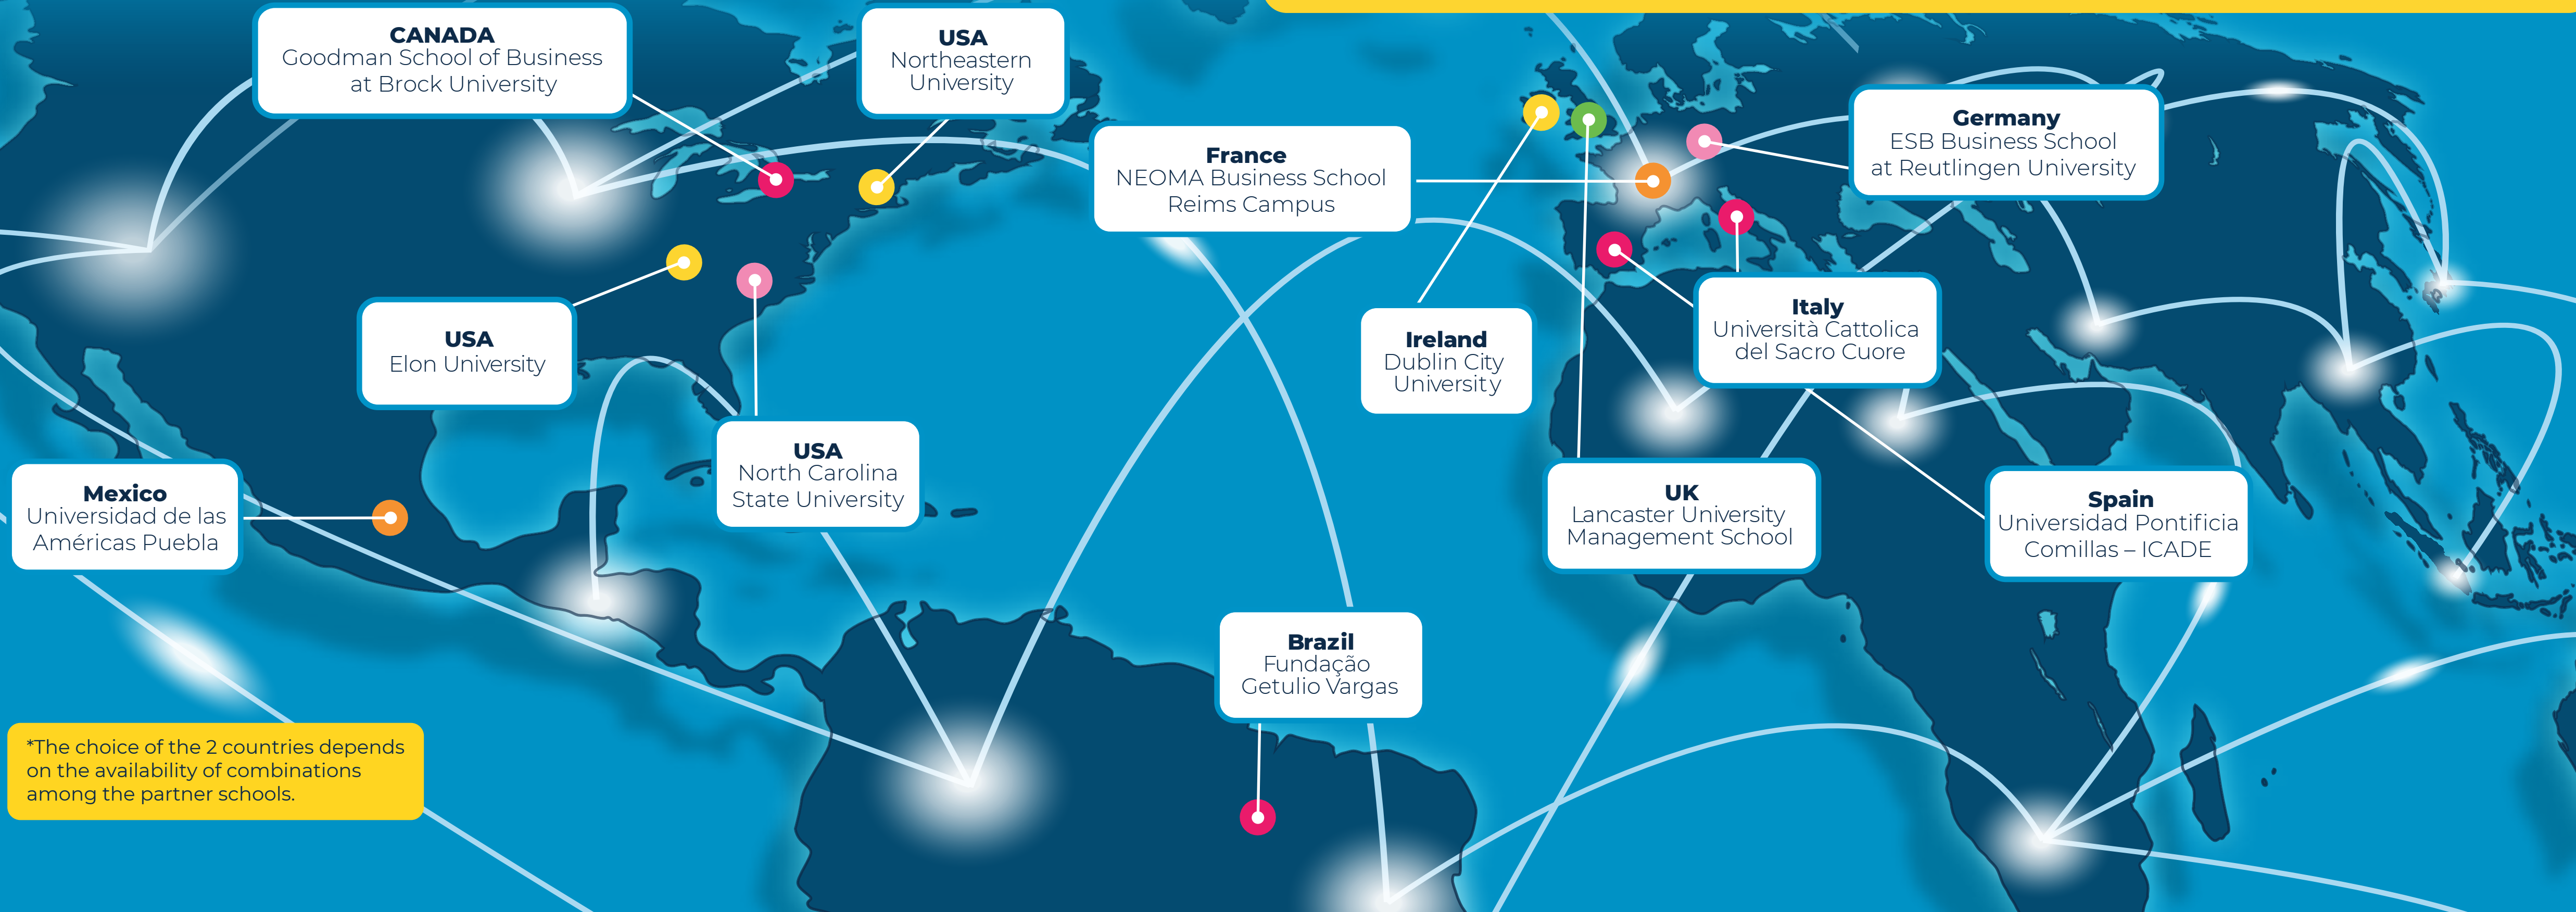 CANADA
Goodman School of Business
at Brock University
USA
Northeastern
University
France
NEOMA Business School
Reims Campus
Germany
ESB Business School
at Reutlingen University
USA
Elon University
Ireland
Dublin City
University
Italy
Università Cattolica
del Sacro Cuore
Mexico
Universidad de las
Américas Puebla
USA
North Carolina
State University
UK
Lancaster University
Management School
Spain
Universidad Pontificia
Comillas – ICADE
Brazil
Fundação
Getulio Vargas
*The choice of the 2 countries depends
on the availability of combinations
among the partner schools.